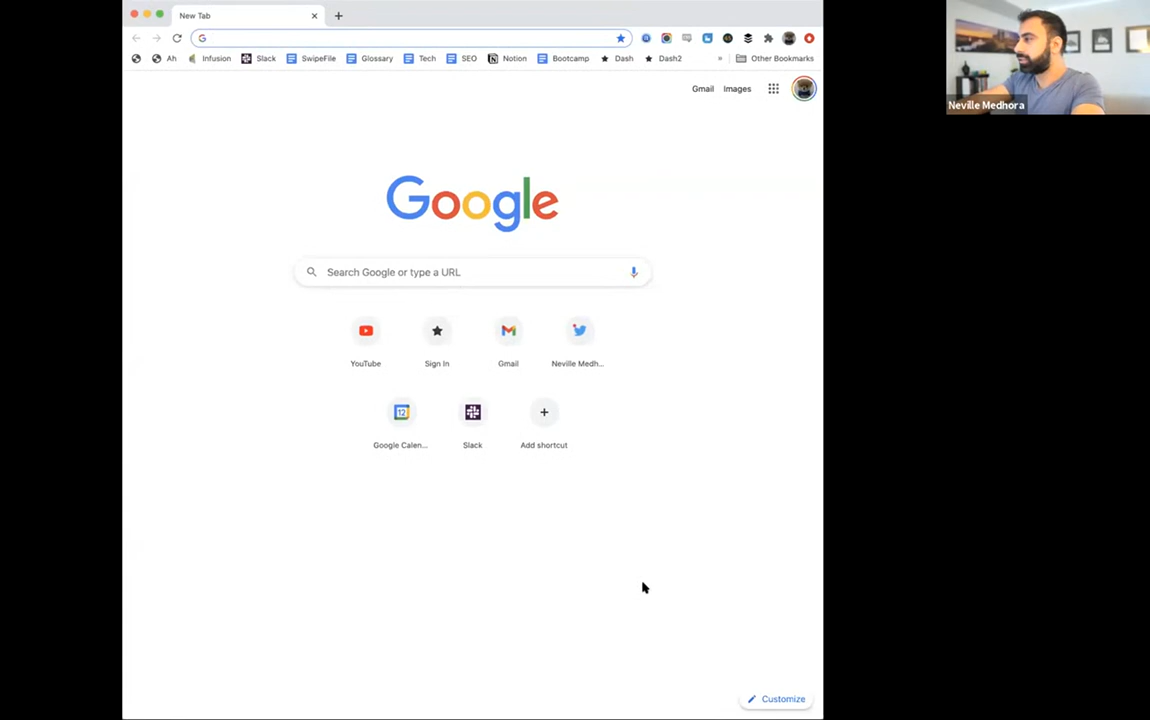 New Tab
Ah Infusion Slack SwipeFile Glossary Tech SEO Notion Bootcamp Dash Dash2 » Other Bookmarks
Gmail Images
Google
Search Google or type a URL
YouTube Sign In Gmail Neville Medh...
Google Calen... Slack Add shortcut
Customize
Neville Medhora